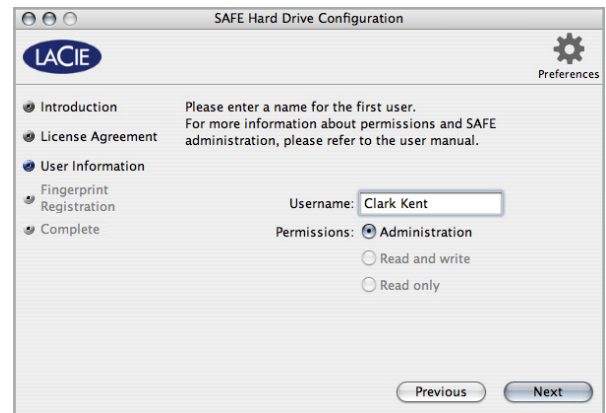 SAFE Hard Drive Configuration
LACIE
Preferences
Introduction
License Agreement
User Information
Fingerprint
Registration
Complete
Please enter a name for the first user.
For more information about permissions and SAFE
administration, please refer to the user manual.
Username: Clark Kent
Permissions: Administration
Read and write
Read only
Previous
Next